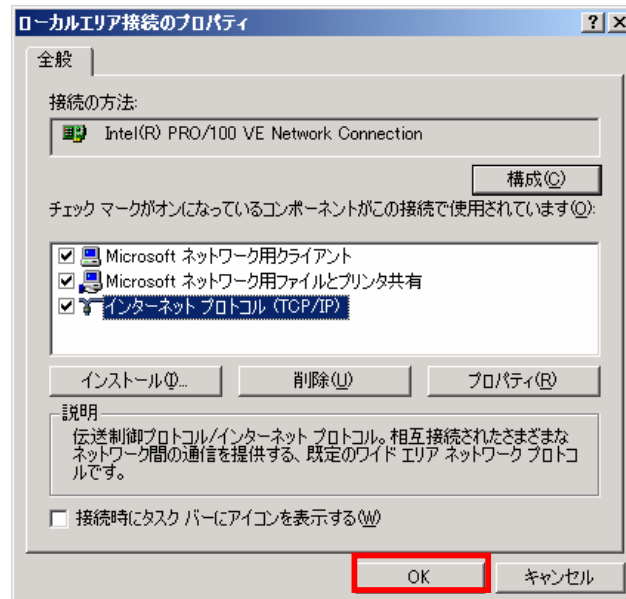 ローカルエリア接続のプロパティ
全般
接続の方法:
Intel(R) PRO/100 VE Network Connection
構成(C)
チェック マークがオンになっているコンポーネントがこの接続で使用されています(O):
Microsoft ネットワーク用クライアント
Microsoft ネットワーク用ファイルとプリンタ共有
インターネット プロトコル (TCP/IP)
インストール(I)...
削除(U)
プロパティ(R)
説明
伝送制御プロトコル/インターネット プロトコル。相互接続されたさまざまな
ネットワーク間の通信を提供する、既定のワイド エリア ネットワーク プロトコ
ルです。
接続時にタスク バーにアイコンを表示する(W)
OK
キャンセル